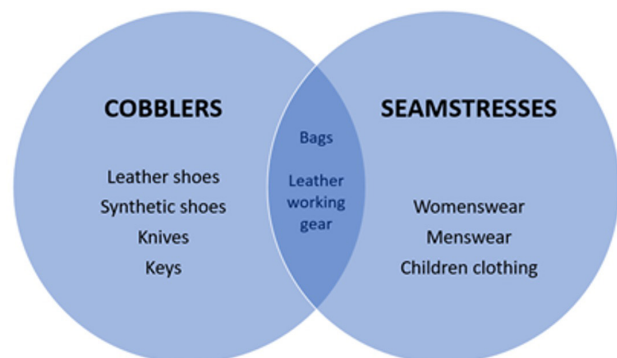 COBBLERS
Leather shoes
Synthetic shoes
Knives
Keys
Bags
Leather
working
gear
SEAMSTRESSES
Womenswear
Menswear
Children clothing